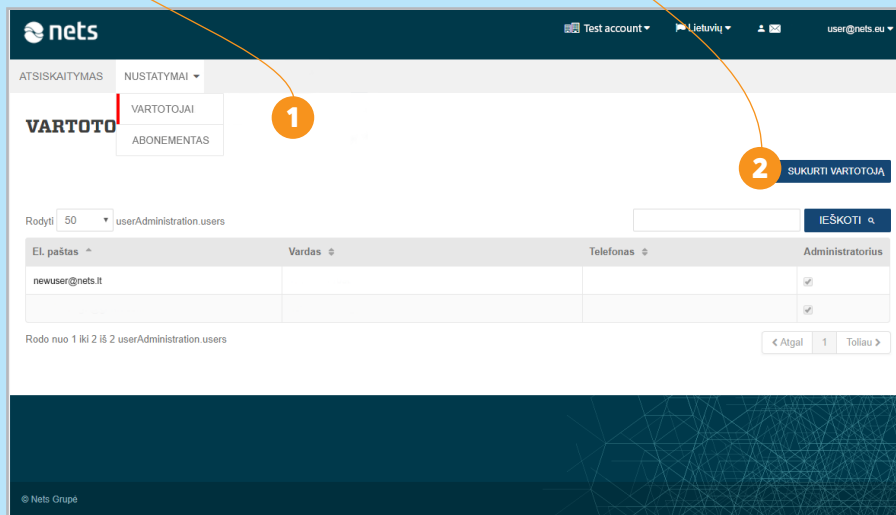 nets
Test account
Lietuvių
user@nets.eu
ATSISKAITYMAS NUSTATYMAI
VARTOTOJAI
VARTOTO
ABONEMENTAS
1
2
SUKURTI VARTOTOJĄ
Rodyti 50 userAdministration.users
IEŠKOTI
El. paštas Vardas Telefonas Administratorius
newuser@nets.lt
Rodo nuo 1 iki 2 iš 2 userAdministration.users
Atgal 1 Toliau
© Nets Grupė